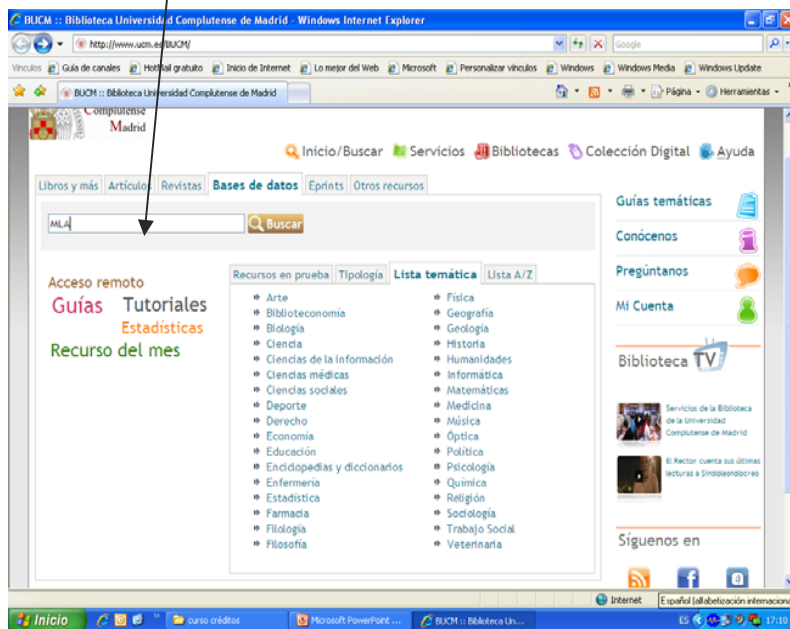 BUCM :: Biblioteca Universidad Complutense de Madrid - Windows Internet Explorer
http://www.ucm.es/BUCM/
Google
Vínculos Guía de canales HotMail gratuito Inicio de Internet Lo mejor del Web Microsoft Personalizar vínculos Windows Windows Media Windows Update
BUCM :: Biblioteca Universidad Complutense de Madrid
Página Herramientas
Complutense
Madrid
Inicio/Buscar Servicios Bibliotecas Colección Digital Ayuda
Libros y más Artículos Revistas Bases de datos Eprints Otros recursos
MLA Buscar
Acceso remoto
Guías Tutoriales
Estadísticas
Recurso del mes
Recursos en prueba Tipología Lista temática Lista A/Z
Arte
Biblioteconomía
Biología
Ciencia
Ciencias de la Información
Ciencias médicas
Ciencias sociales
Deporte
Derecho
Economía
Educación
Enciclopedias y diccionarios
Enfermería
Estadística
Farmacia
Filología
Filosofía
Física
Geografía
Geología
Historia
Humanidades
Informática
Matemáticas
Medicina
Música
Óptica
Política
Psicología
Química
Religión
Sociología
Trabajo Social
Veterinaria
Guías temáticas
Conócenos
Pregúntanos
Mi Cuenta
Biblioteca TV
Servicios de la Biblioteca
de la Universidad
Complutense de Madrid
El Rector cuenta sus últimas
lecturas a Sinololeondocreo
Síguenos en
Internet
Español (alfabetización internaciona
Inicio
curso créditos
Microsoft PowerPoint ...
BUCM :: Biblioteca Un...
ES
17:10